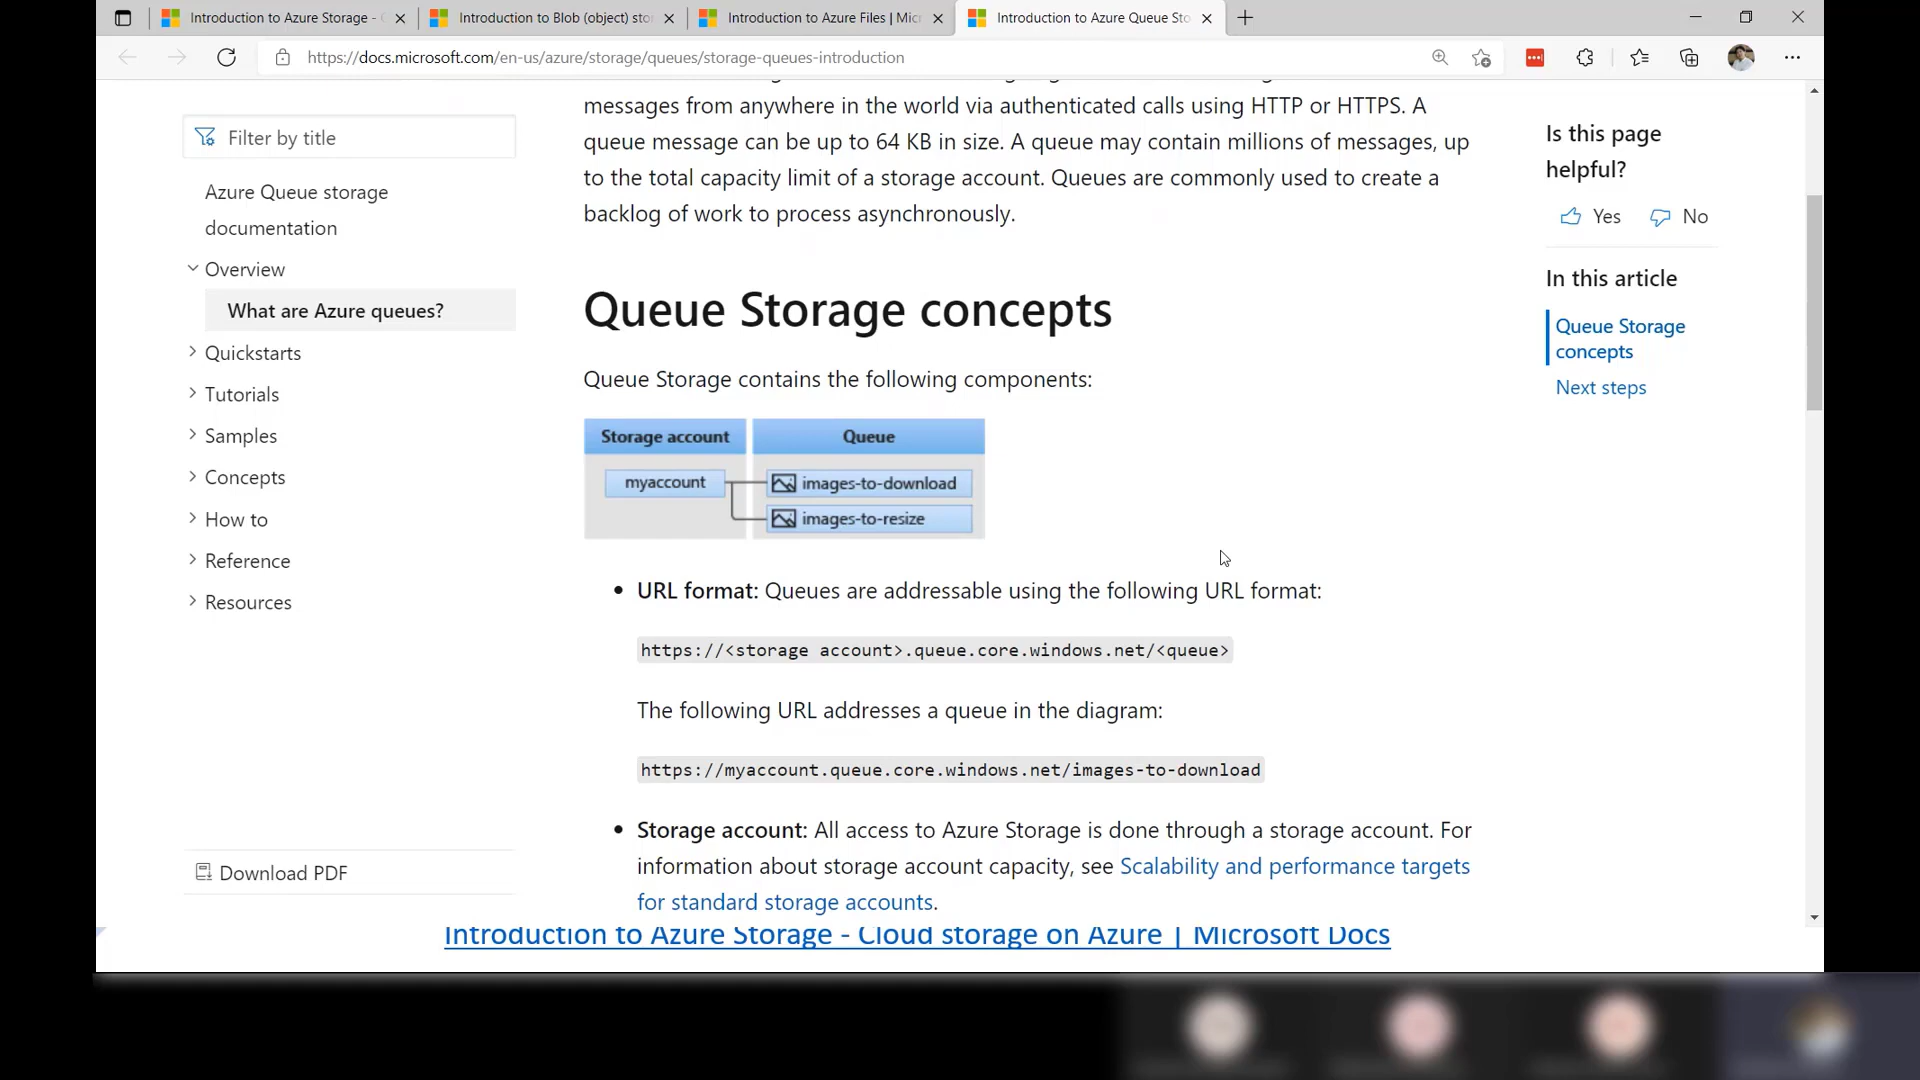 Introduction to Azure Storage - C
Introduction to Blob (object) sto
Introduction to Azure Files | Micr
Introduction to Azure Queue Sto
https://docs.microsoft.com/en-us/azure/storage/queues/storage-queues-introduction
Filter by title
Azure Queue storage
documentation
Overview
What are Azure queues?
Quickstarts
Tutorials
Samples
Concepts
How to
Reference
Resources
Download PDF
messages from anywhere in the world via authenticated calls using HTTP or HTTPS. A
queue message can be up to 64 KB in size. A queue may contain millions of messages, up
to the total capacity limit of a storage account. Queues are commonly used to create a
backlog of work to process asynchronously.
Queue Storage concepts
Queue Storage contains the following components:
Storage account
Queue
myaccount
images-to-download
images-to-resize
• URL format: Queues are addressable using the following URL format:
https://<storage account>.queue.core.windows.net/<queue>
The following URL addresses a queue in the diagram:
https://myaccount.queue.core.windows.net/images-to-download
• Storage account: All access to Azure Storage is done through a storage account. For
information about storage account capacity, see Scalability and performance targets
for standard storage accounts.
Is this page
helpful?
Yes
No
In this article
Queue Storage
concepts
Next steps
Introduction to Azure Storage - Cloud storage on Azure | Microsoft Docs